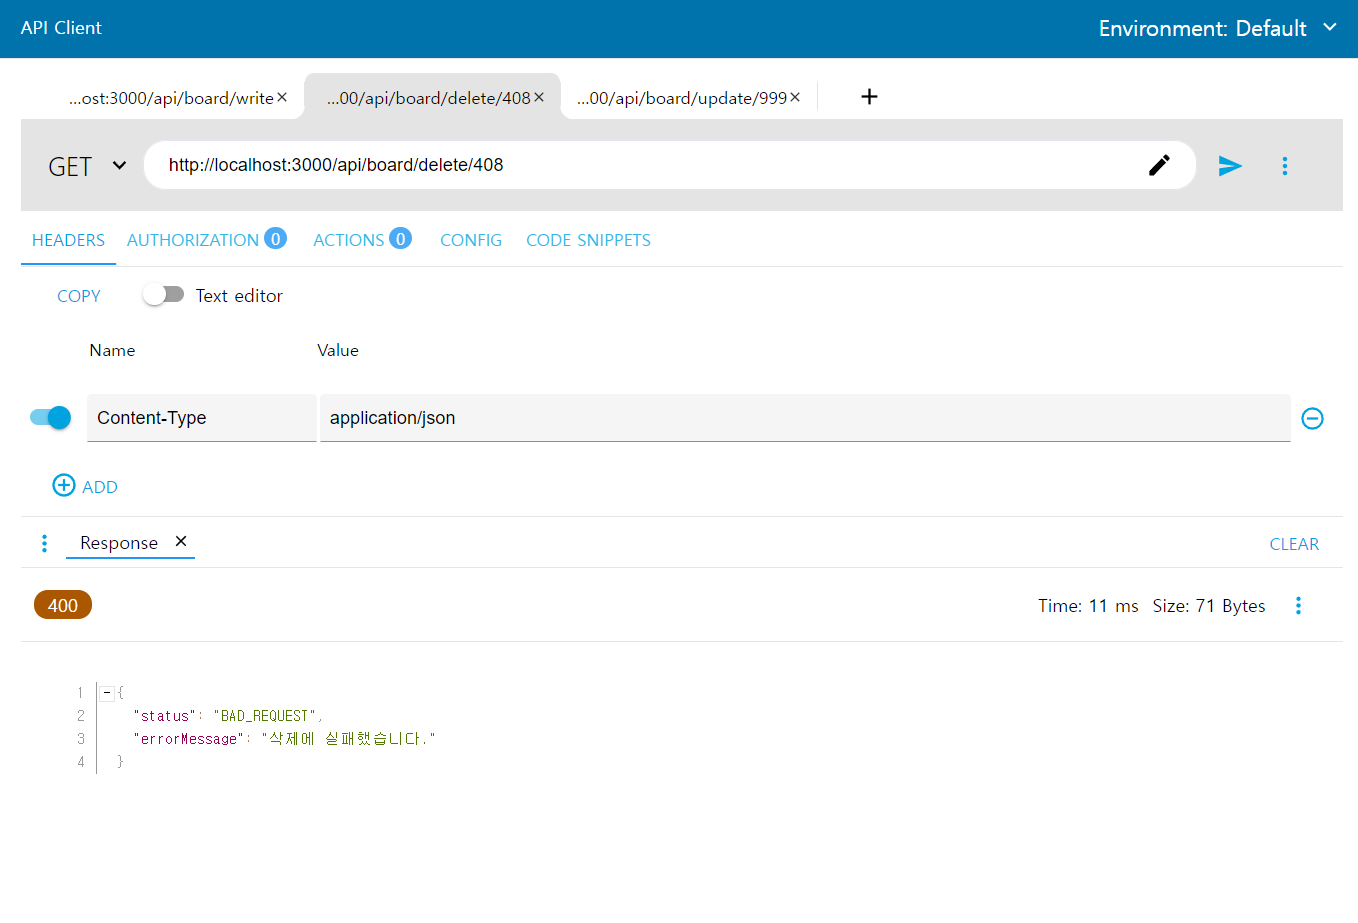 API Client
Environment: Default
...ost:3000/api/board/write ...00/api/board/delete/408 ...00/api/board/update/999
GET http://localhost:3000/api/board/delete/408
HEADERS AUTHORIZATION 0 ACTIONS 0 CONFIG CODE SNIPPETS
COPY Text editor
Name Value
Content-Type application/json
ADD
Response CLEAR
400 Time: 11 ms Size: 71 Bytes
1 {
2 "status": "BAD_REQUEST",
3 "errorMessage": "삭제에 실패했습니다."
4 }